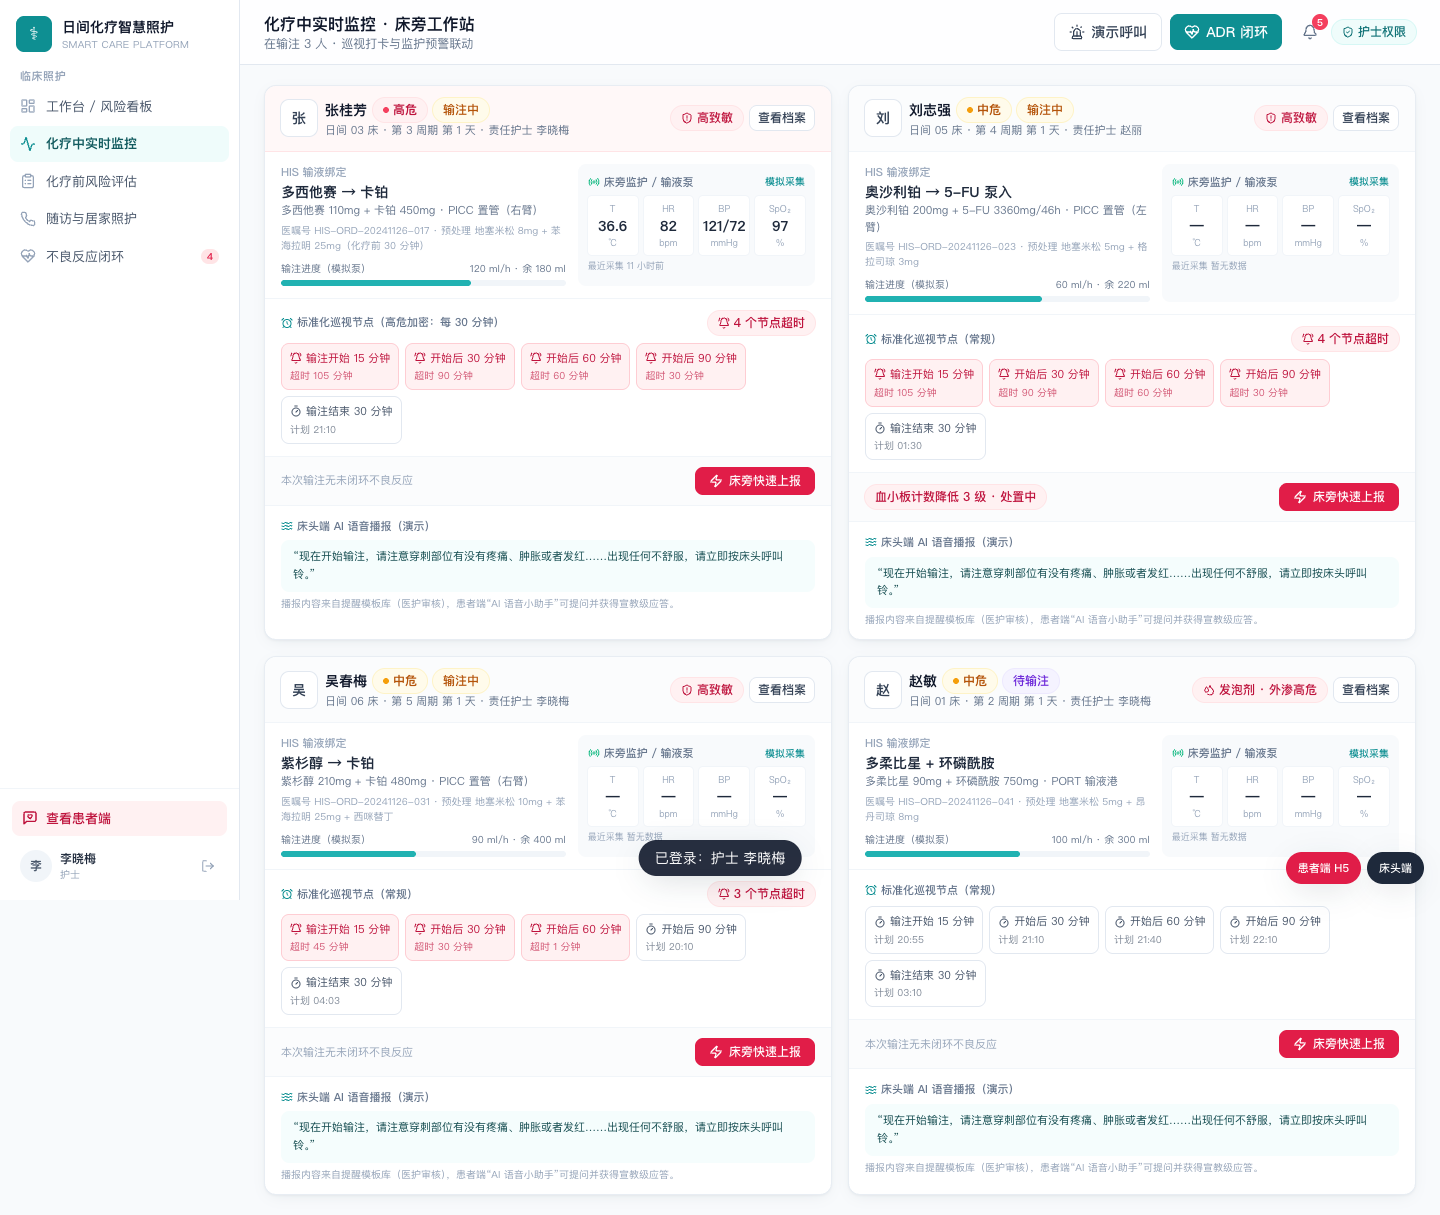 日间化疗智慧照护
SMART CARE PLATFORM
临床照护
工作台 / 风险看板
化疗中实时监控
化疗前风险评估
随访与居家照护
不良反应闭环
4
查看患者端
李
李晓梅
护士
化疗中实时监控 · 床旁工作站
在输注 3 人 · 巡视打卡与监护预警联动
演示呼叫
ADR 闭环
5
护士权限
张
张桂芳
高危
输注中
日间 03 床 · 第 3 周期 第 1 天 · 责任护士 李晓梅
高致敏
查看档案
HIS 输液绑定
多西他赛 → 卡铂
多西他赛 110mg + 卡铂 450mg · PICC 置管（右臂）
医嘱号 HIS-ORD-20241126-017 · 预处理 地塞米松 8mg + 苯
海拉明 25mg（化疗前 30 分钟）
输注进度（模拟泵）
120 ml/h · 余 180 ml
床旁监护 / 输液泵
模拟采集
T
36.6
℃
HR
82
bpm
BP
121/72
mmHg
SpO₂
97
%
最近采集 11 小时前
标准化巡视节点（高危加密：每 30 分钟）
4 个节点超时
输注开始 15 分钟
超时 105 分钟
开始后 30 分钟
超时 90 分钟
开始后 60 分钟
超时 60 分钟
开始后 90 分钟
超时 30 分钟
输注结束 30 分钟
计划 21:10
本次输注无未闭环不良反应
床旁快速上报
床头端 AI 语音播报（演示）
“现在开始输注，请注意穿刺部位有没有疼痛、肿胀或者发红……出现任何不舒服，请立即按床头呼叫
铃。”
播报内容来自提醒模板库（医护审核），患者端“AI 语音小助手”可提问并获得宣教级应答。
刘
刘志强
中危
输注中
日间 05 床 · 第 4 周期 第 1 天 · 责任护士 赵丽
高致敏
查看档案
HIS 输液绑定
奥沙利铂 → 5-FU 泵入
奥沙利铂 200mg + 5-FU 3360mg/46h · PICC 置管（左
臂）
医嘱号 HIS-ORD-20241126-023 · 预处理 地塞米松 5mg + 格
拉司琼 3mg
输注进度（模拟泵）
60 ml/h · 余 220 ml
床旁监护 / 输液泵
模拟采集
T
—
℃
HR
—
bpm
BP
—
mmHg
SpO₂
—
%
最近采集 暂无数据
标准化巡视节点（常规）
4 个节点超时
输注开始 15 分钟
超时 105 分钟
开始后 30 分钟
超时 90 分钟
开始后 60 分钟
超时 60 分钟
开始后 90 分钟
超时 30 分钟
输注结束 30 分钟
计划 01:30
血小板计数降低 3 级 · 处置中
床旁快速上报
床头端 AI 语音播报（演示）
“现在开始输注，请注意穿刺部位有没有疼痛、肿胀或者发红……出现任何不舒服，请立即按床头呼叫
铃。”
播报内容来自提醒模板库（医护审核），患者端“AI 语音小助手”可提问并获得宣教级应答。
吴
吴春梅
中危
输注中
日间 06 床 · 第 5 周期 第 1 天 · 责任护士 李晓梅
高致敏
查看档案
HIS 输液绑定
紫杉醇 → 卡铂
紫杉醇 210mg + 卡铂 480mg · PICC 置管（右臂）
医嘱号 HIS-ORD-20241126-031 · 预处理 地塞米松 10mg + 苯
海拉明 25mg + 西咪替丁
输注进度（模拟泵）
90 ml/h · 余 400 ml
床旁监护 / 输液泵
模拟采集
T
—
℃
HR
—
bpm
BP
—
mmHg
SpO₂
—
%
最近采集 暂无数据
已登录：护士 李晓梅
标准化巡视节点（常规）
3 个节点超时
输注开始 15 分钟
超时 45 分钟
开始后 30 分钟
超时 30 分钟
开始后 60 分钟
超时 1 分钟
开始后 90 分钟
计划 20:10
输注结束 30 分钟
计划 04:03
本次输注无未闭环不良反应
床旁快速上报
床头端 AI 语音播报（演示）
“现在开始输注，请注意穿刺部位有没有疼痛、肿胀或者发红……出现任何不舒服，请立即按床头呼叫
铃。”
播报内容来自提醒模板库（医护审核），患者端“AI 语音小助手”可提问并获得宣教级应答。
赵
赵敏
中危
待输注
日间 01 床 · 第 2 周期 第 1 天 · 责任护士 李晓梅
发泡剂 · 外渗高危
查看档案
HIS 输液绑定
多柔比星 + 环磷酰胺
多柔比星 90mg + 环磷酰胺 750mg · PORT 输液港
医嘱号 HIS-ORD-20241126-041 · 预处理 地塞米松 5mg + 昂
丹司琼 8mg
输注进度（模拟泵）
100 ml/h · 余 300 ml
床旁监护 / 输液泵
模拟采集
T
—
℃
HR
—
bpm
BP
—
mmHg
SpO₂
—
%
最近采集 暂无数据
患者端 H5
床头端
标准化巡视节点（常规）
输注开始 15 分钟
计划 20:55
开始后 30 分钟
计划 21:10
开始后 60 分钟
计划 21:40
开始后 90 分钟
计划 22:10
输注结束 30 分钟
计划 03:10
本次输注无未闭环不良反应
床旁快速上报
床头端 AI 语音播报（演示）
“现在开始输注，请注意穿刺部位有没有疼痛、肿胀或者发红……出现任何不舒服，请立即按床头呼叫
铃。”
播报内容来自提醒模板库（医护审核），患者端“AI 语音小助手”可提问并获得宣教级应答。